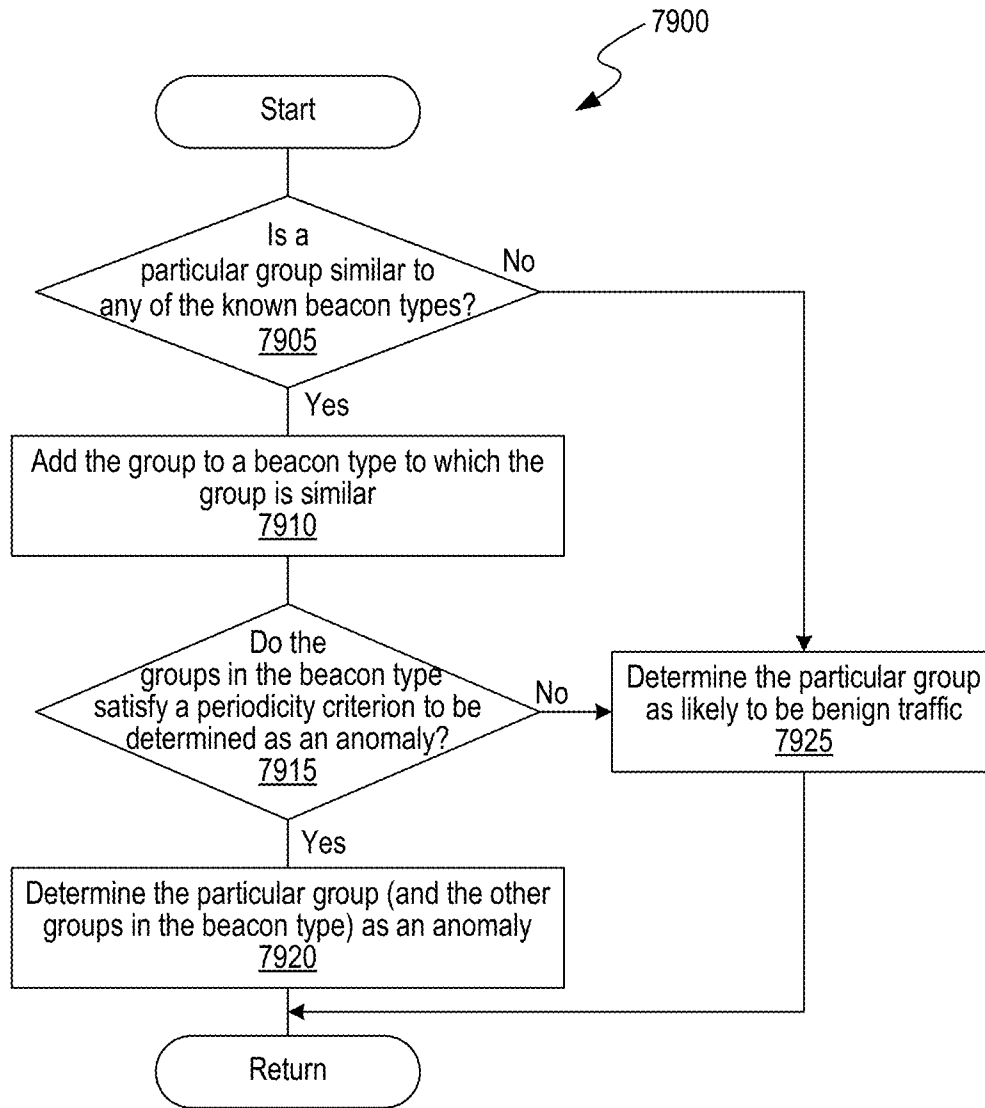 7900
Start
Is a
particular group similar to
any of the known beacon types?
7905
No
Yes
Add the group to a beacon type to which the
group is similar
7910
Do the
groups in the beacon type
satisfy a periodicity criterion to be
determined as an anomaly?
7915
No
Determine the particular group
as likely to be benign traffic
7925
Yes
Determine the particular group (and the other
groups in the beacon type) as an anomaly
7920
Return